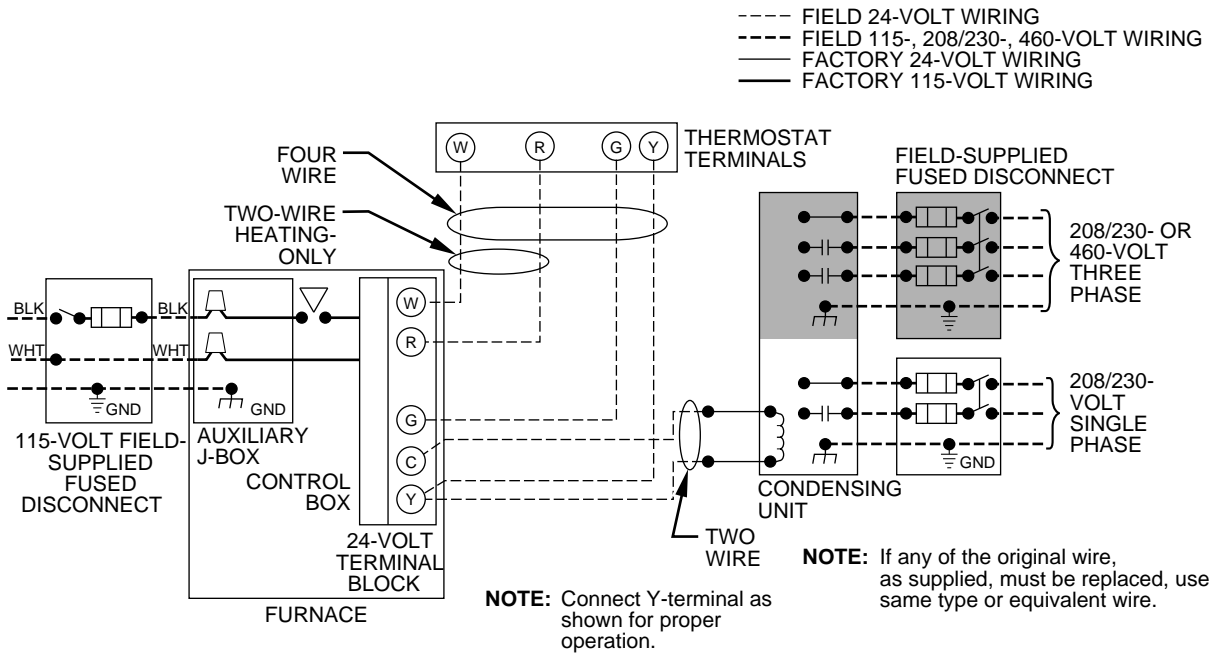 FIELD 24-VOLT WIRING
FIELD 115-, 208/230-, 460-VOLT WIRING
FACTORY 24-VOLT WIRING
FACTORY 115-VOLT WIRING
W
R
G
Y
THERMOSTAT
TERMINALS
FOUR
WIRE
TWO-WIRE
HEATING-
ONLY
FIELD-SUPPLIED
FUSED DISCONNECT
208/230- OR
460-VOLT
THREE
PHASE
BLK
BLK
WHT
WHT
GND
GND
W
R
G
C
Y
115-VOLT FIELD-
SUPPLIED
FUSED
DISCONNECT
AUXILIARY
J-BOX
CONTROL
BOX
24-VOLT
TERMINAL
BLOCK
FURNACE
208/230-
VOLT
SINGLE
PHASE
GND
CONDENSING
UNIT
TWO
WIRE
NOTE: Connect Y-terminal as
shown for proper
operation.
NOTE: If any of the original wire,
as supplied, must be replaced, use
same type or equivalent wire.